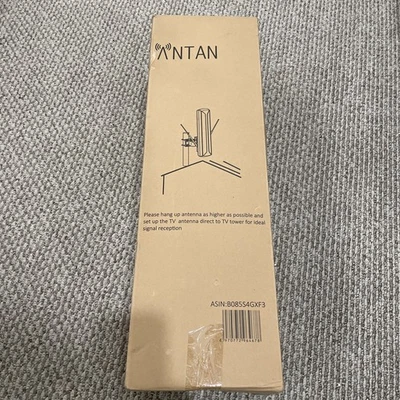 ANTAN
Please hang up antenna as higher as possible and
set up the TV antenna direct to TV tower for ideal
signal reception
ASIN:B085S4GXF3